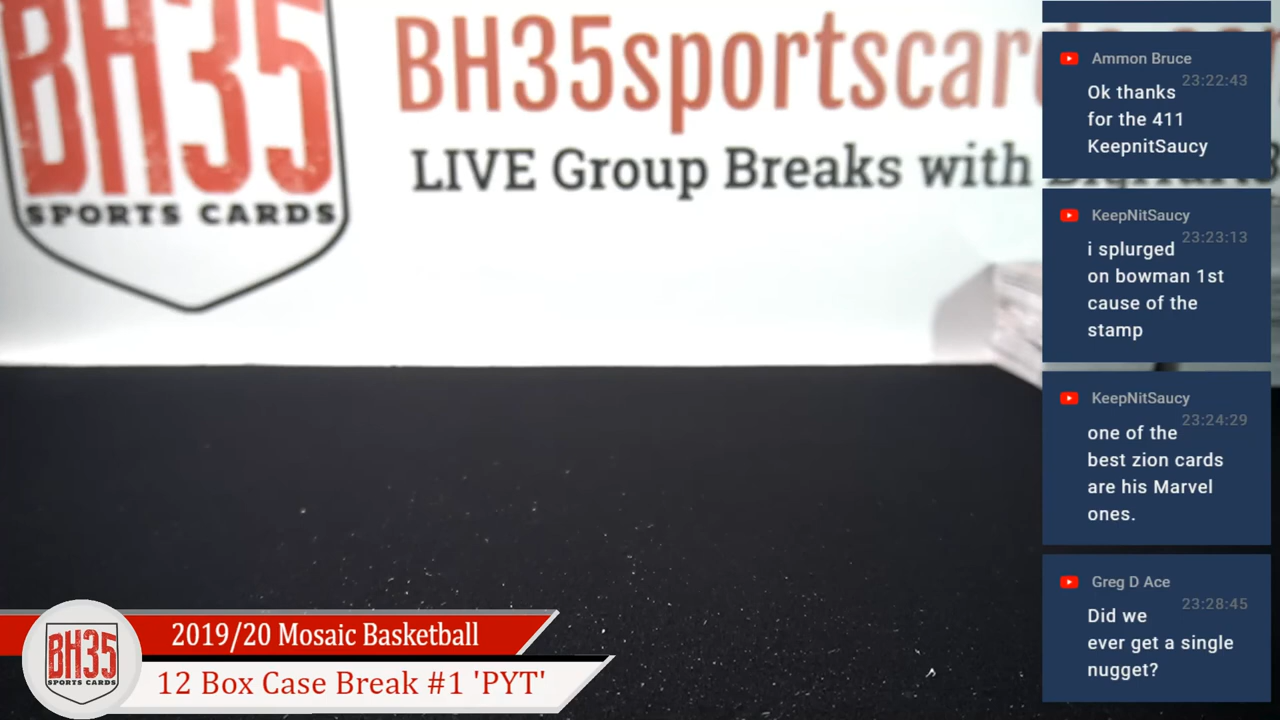 BH35
SPORTS CARDS
BH35sportscar
LIVE Group Breaks with
Ammon Bruce
23:22:43
Ok thanks
for the 411
KeepnitSaucy
KeepNitSaucy
23:23:13
i splurged
on bowman 1st
cause of the
stamp
KeepNitSaucy
23:24:29
one of the
best zion cards
are his Marvel
ones.
Greg D Ace
23:28:45
Did we
ever get a single
nugget?
BH35
SPORTS CARDS
2019/20 Mosaic Basketball
12 Box Case Break #1 'PYT'